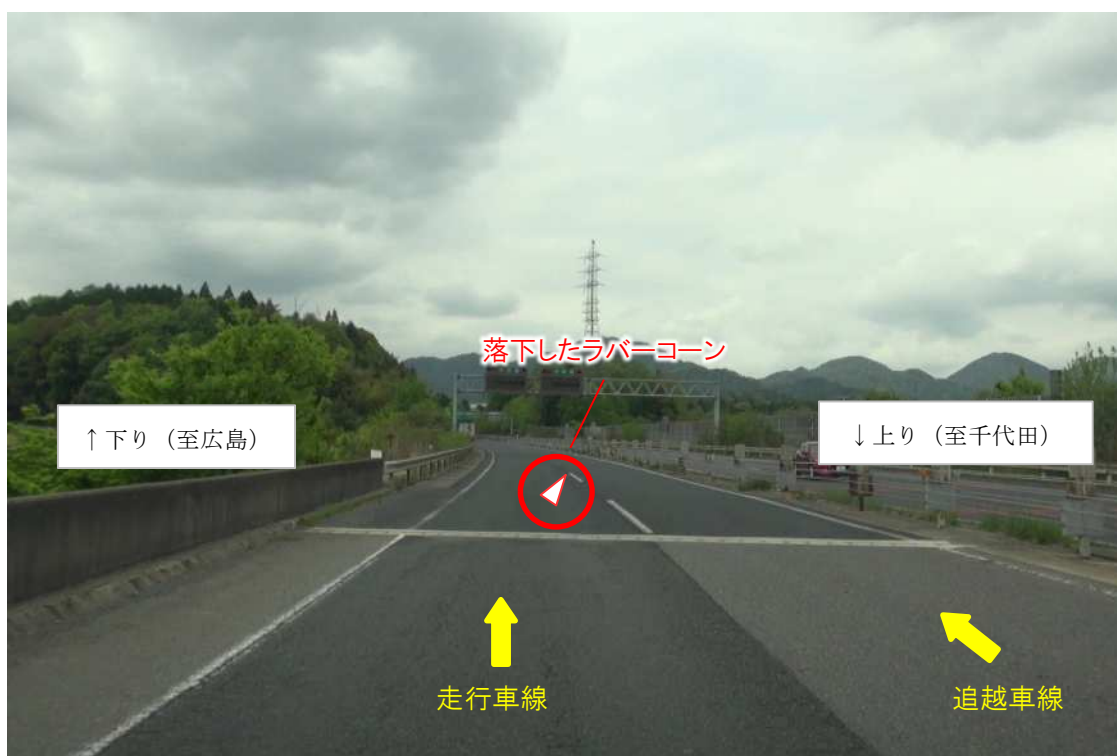 落下したラバーコーン
↑下り（至広島）
↓上り（至千代田）
走行車線
追越車線